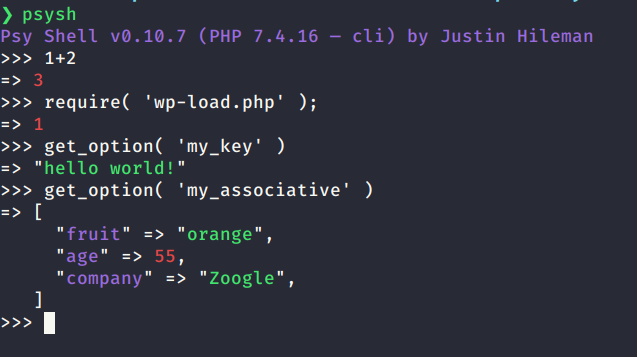 ❯ psysh
Psy Shell v0.10.7 (PHP 7.4.16 — cli) by Justin Hileman
>>> 1+2
=> 3
>>> require( 'wp-load.php' );
=> 1
>>> get_option( 'my_key' )
=> "hello world!"
>>> get_option( 'my_associative' )
=> [
     "fruit" => "orange",
     "age" => 55,
     "company" => "Zoogle",
   ]
>>>